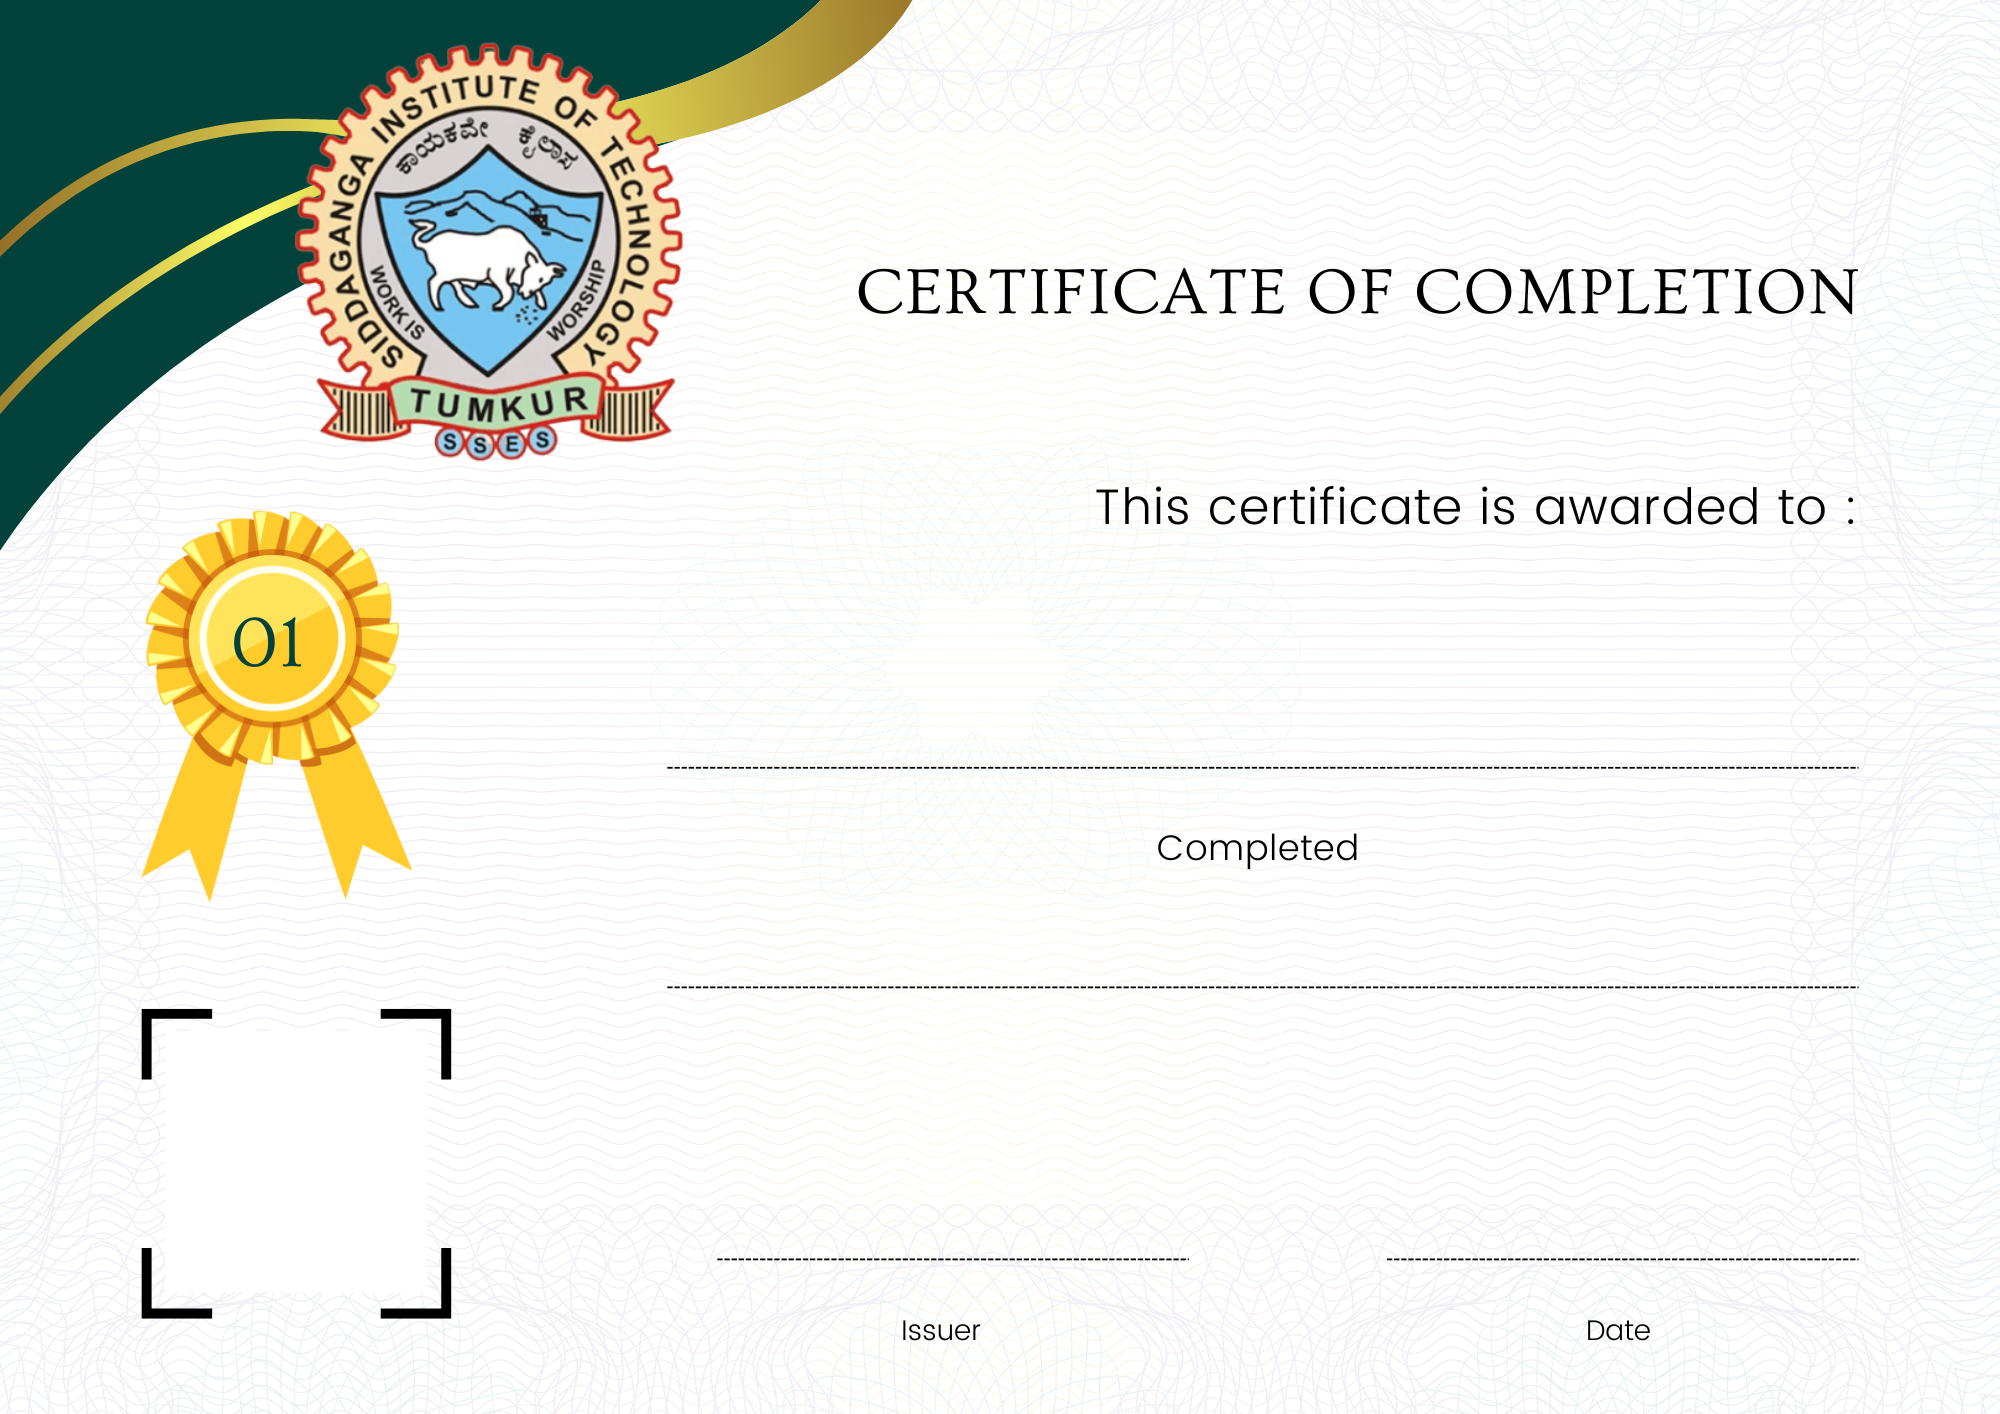 SIDDAGANGA INSTITUTE OF TECHNOLOGY
ಕಾಯಕವೇ ಕೈಲಾಸ
WORK IS WORSHIP
TUMKUR
SSES
CERTIFICATE OF COMPLETION
This certificate is awarded to :
01
Completed
Issuer
Date